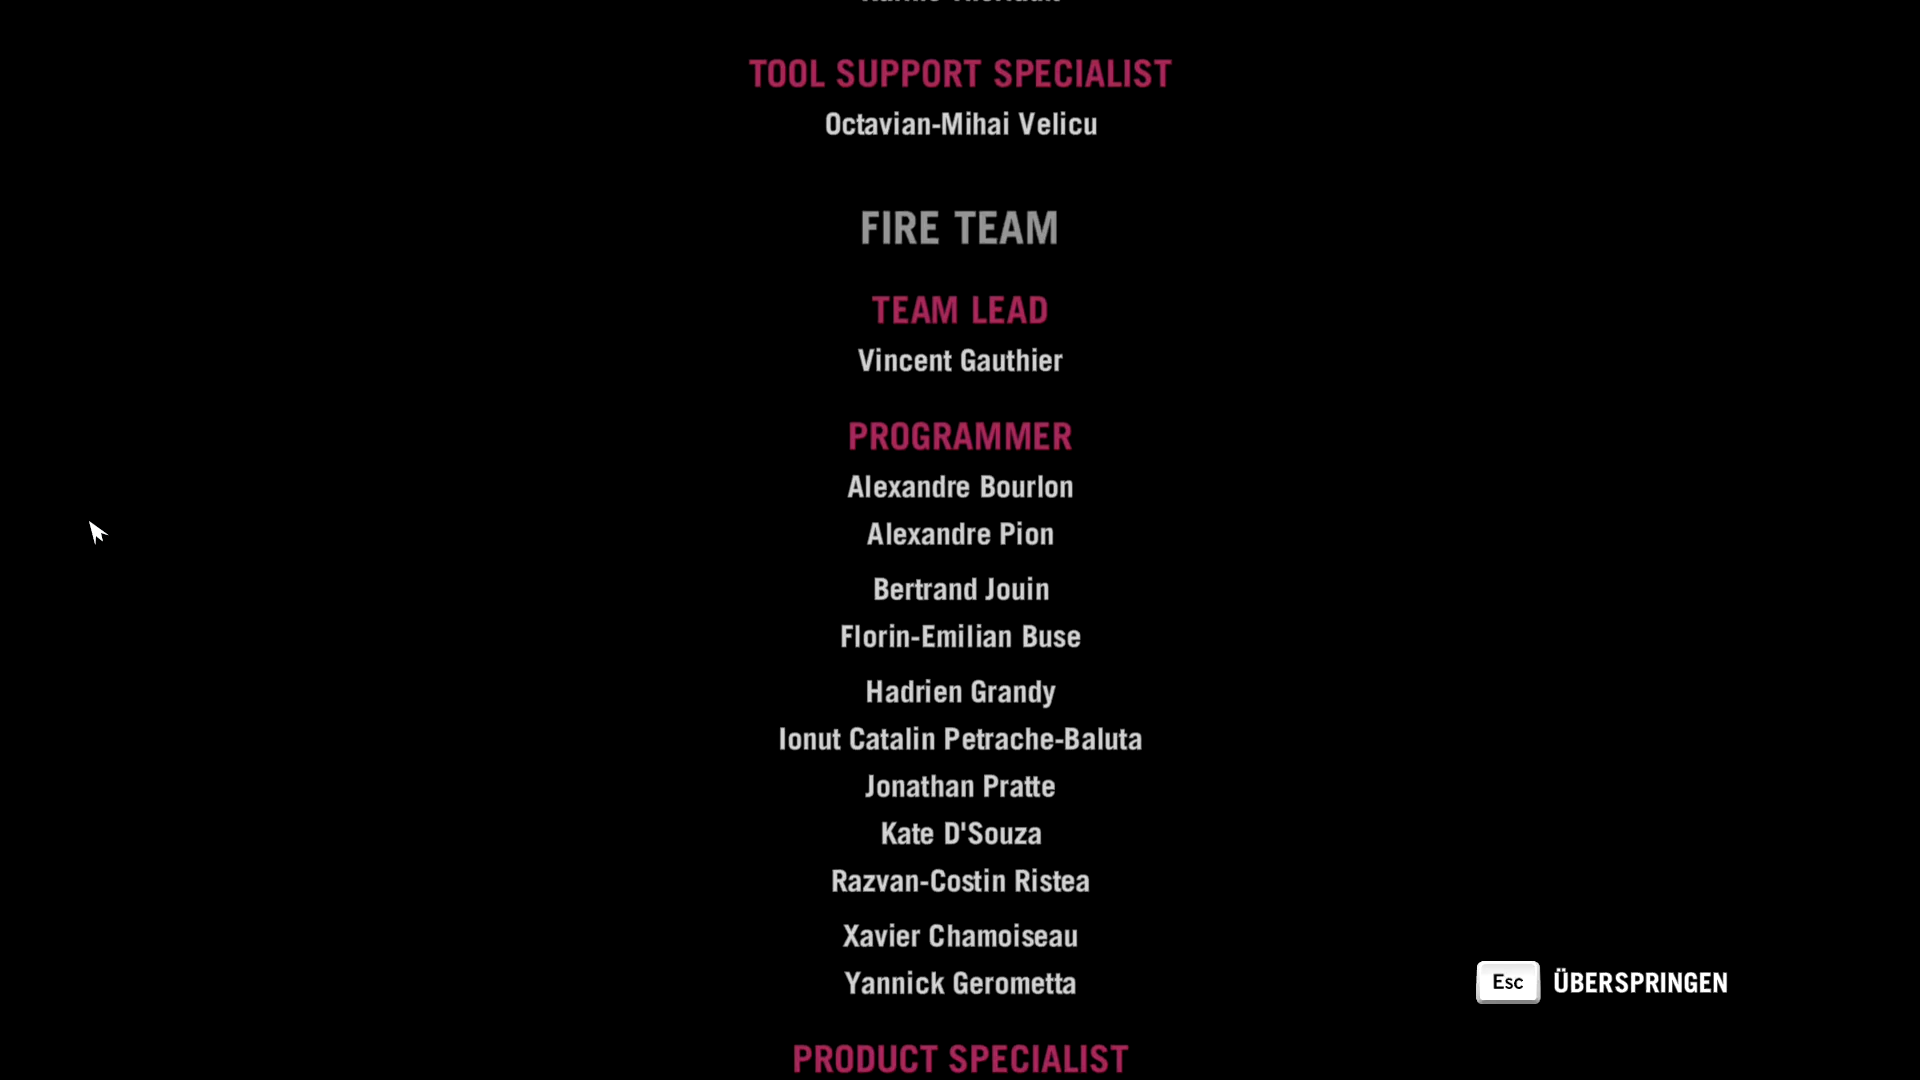 TOOL SUPPORT SPECIALIST
Octavian-Mihai Velicu
FIRE TEAM
TEAM LEAD
Vincent Gauthier
PROGRAMMER
Alexandre Bourlon
Alexandre Pion
Bertrand Jouin
Florin-Emilian Buse
Hadrien Grandy
Ionut Catalin Petrache-Baluta
Jonathan Pratte
Kate D'Souza
Razvan-Costin Ristea
Xavier Chamoiseau
Yannick Gerometta
Esc ÜBERSPRINGEN
PRODUCT SPECIALIST